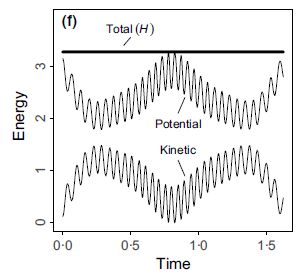 (f)
Total (H)
Energy
3
2
1
0
Potential
Kinetic
0·0
0·5
1·0
1·5
Time